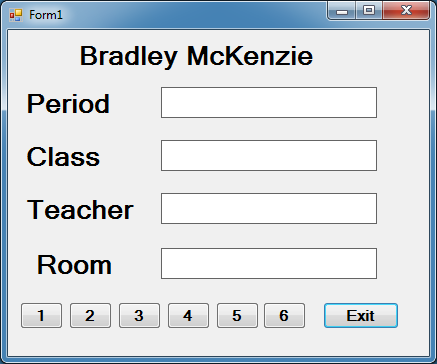 Form1
Bradley McKenzie
Period
Class
Teacher
Room
1 2 3 4 5 6 Exit